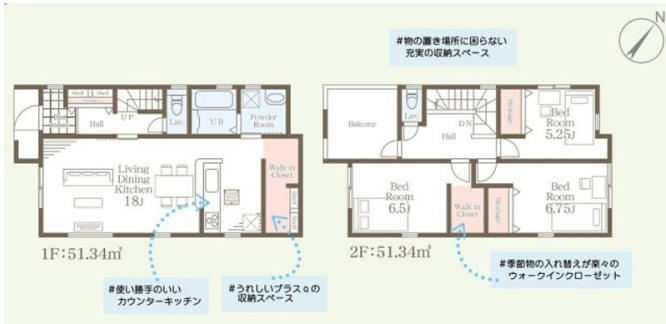 N
#物の置き場所に困らない
充実の収納スペース
Shelf
Shelf
Storage
Hall
UP
Lav.
UB
Powder
Room
Living
Dining
Kitchen
18J
Walk in
Closet
Shelf
Shelf
1F:51.34㎡
Balcony
Lav.
DN
Hall
Storage
Bed
Room
5.25J
Bed
Room
6.5J
Walk in
Closet
Storage
Bed
Room
6.75J
2F:51.34㎡
#使い勝手のいい
カウンターキッチン
#うれしいプラスαの
収納スペース
#季節物の入れ替えが楽々の
ウォークインクローゼット